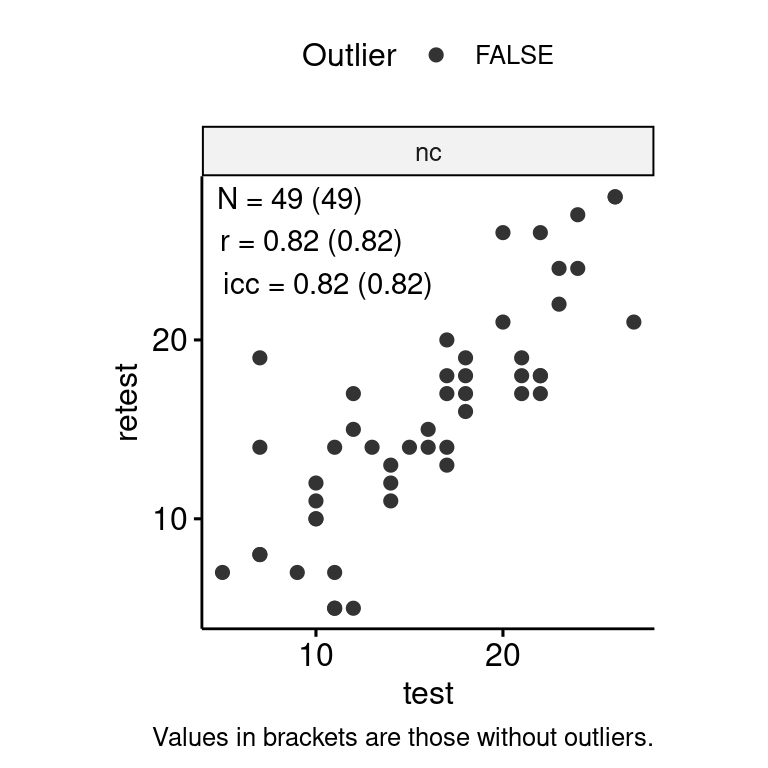 Outlier FALSE
nc
N = 49 (49)
r = 0.82 (0.82)
icc = 0.82 (0.82)
20
retest
10
10 20
test
Values in brackets are those without outliers.